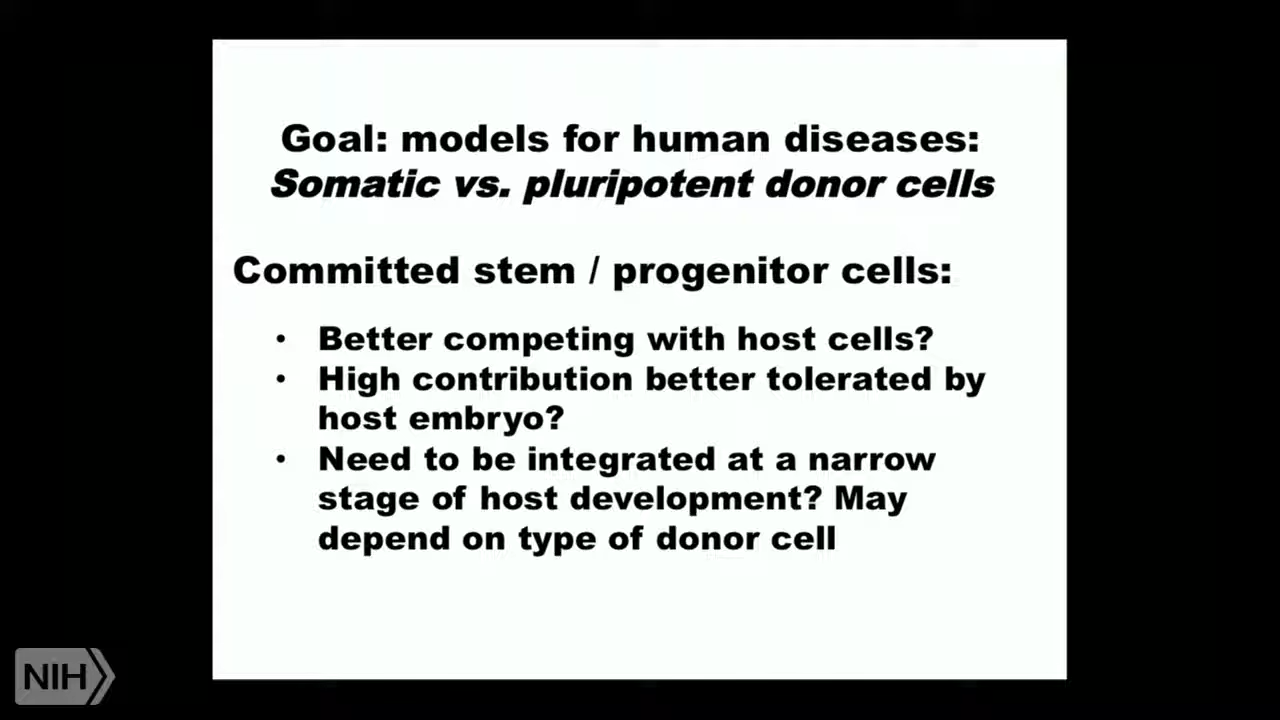 Goal: models for human diseases:
Somatic vs. pluripotent donor cells
Committed stem / progenitor cells:
• Better competing with host cells?
• High contribution better tolerated by
host embryo?
• Need to be integrated at a narrow
stage of host development? May
depend on type of donor cell
NIH